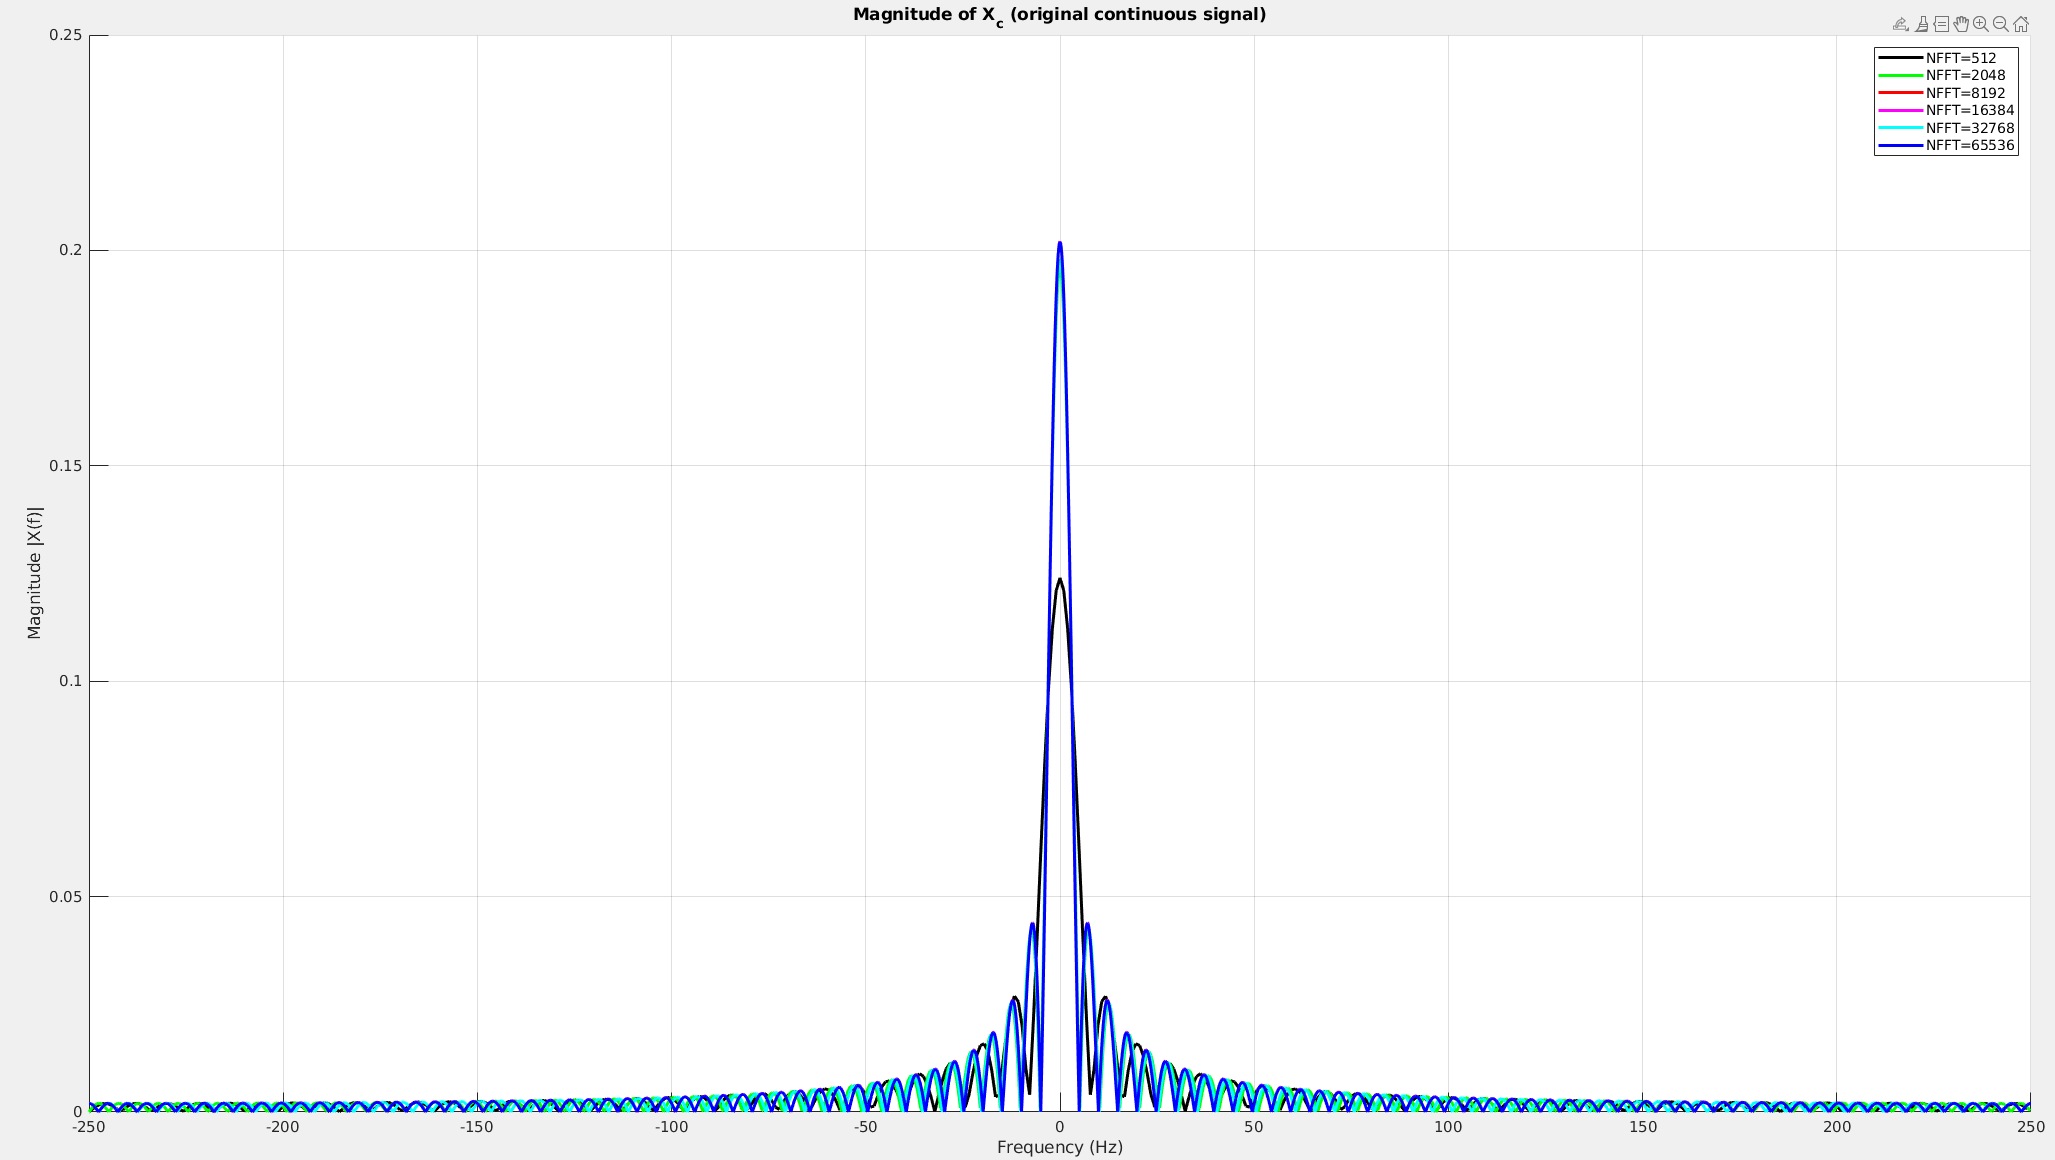 Magnitude of Xc (original continuous signal)
0.25
0.2
0.15
0.1
0.05
0
Magnitude |X(f)|
-250 -200 -150 -100 -50 0 50 100 150 200 250
Frequency (Hz)
NFFT=512
NFFT=2048
NFFT=8192
NFFT=16384
NFFT=32768
NFFT=65536